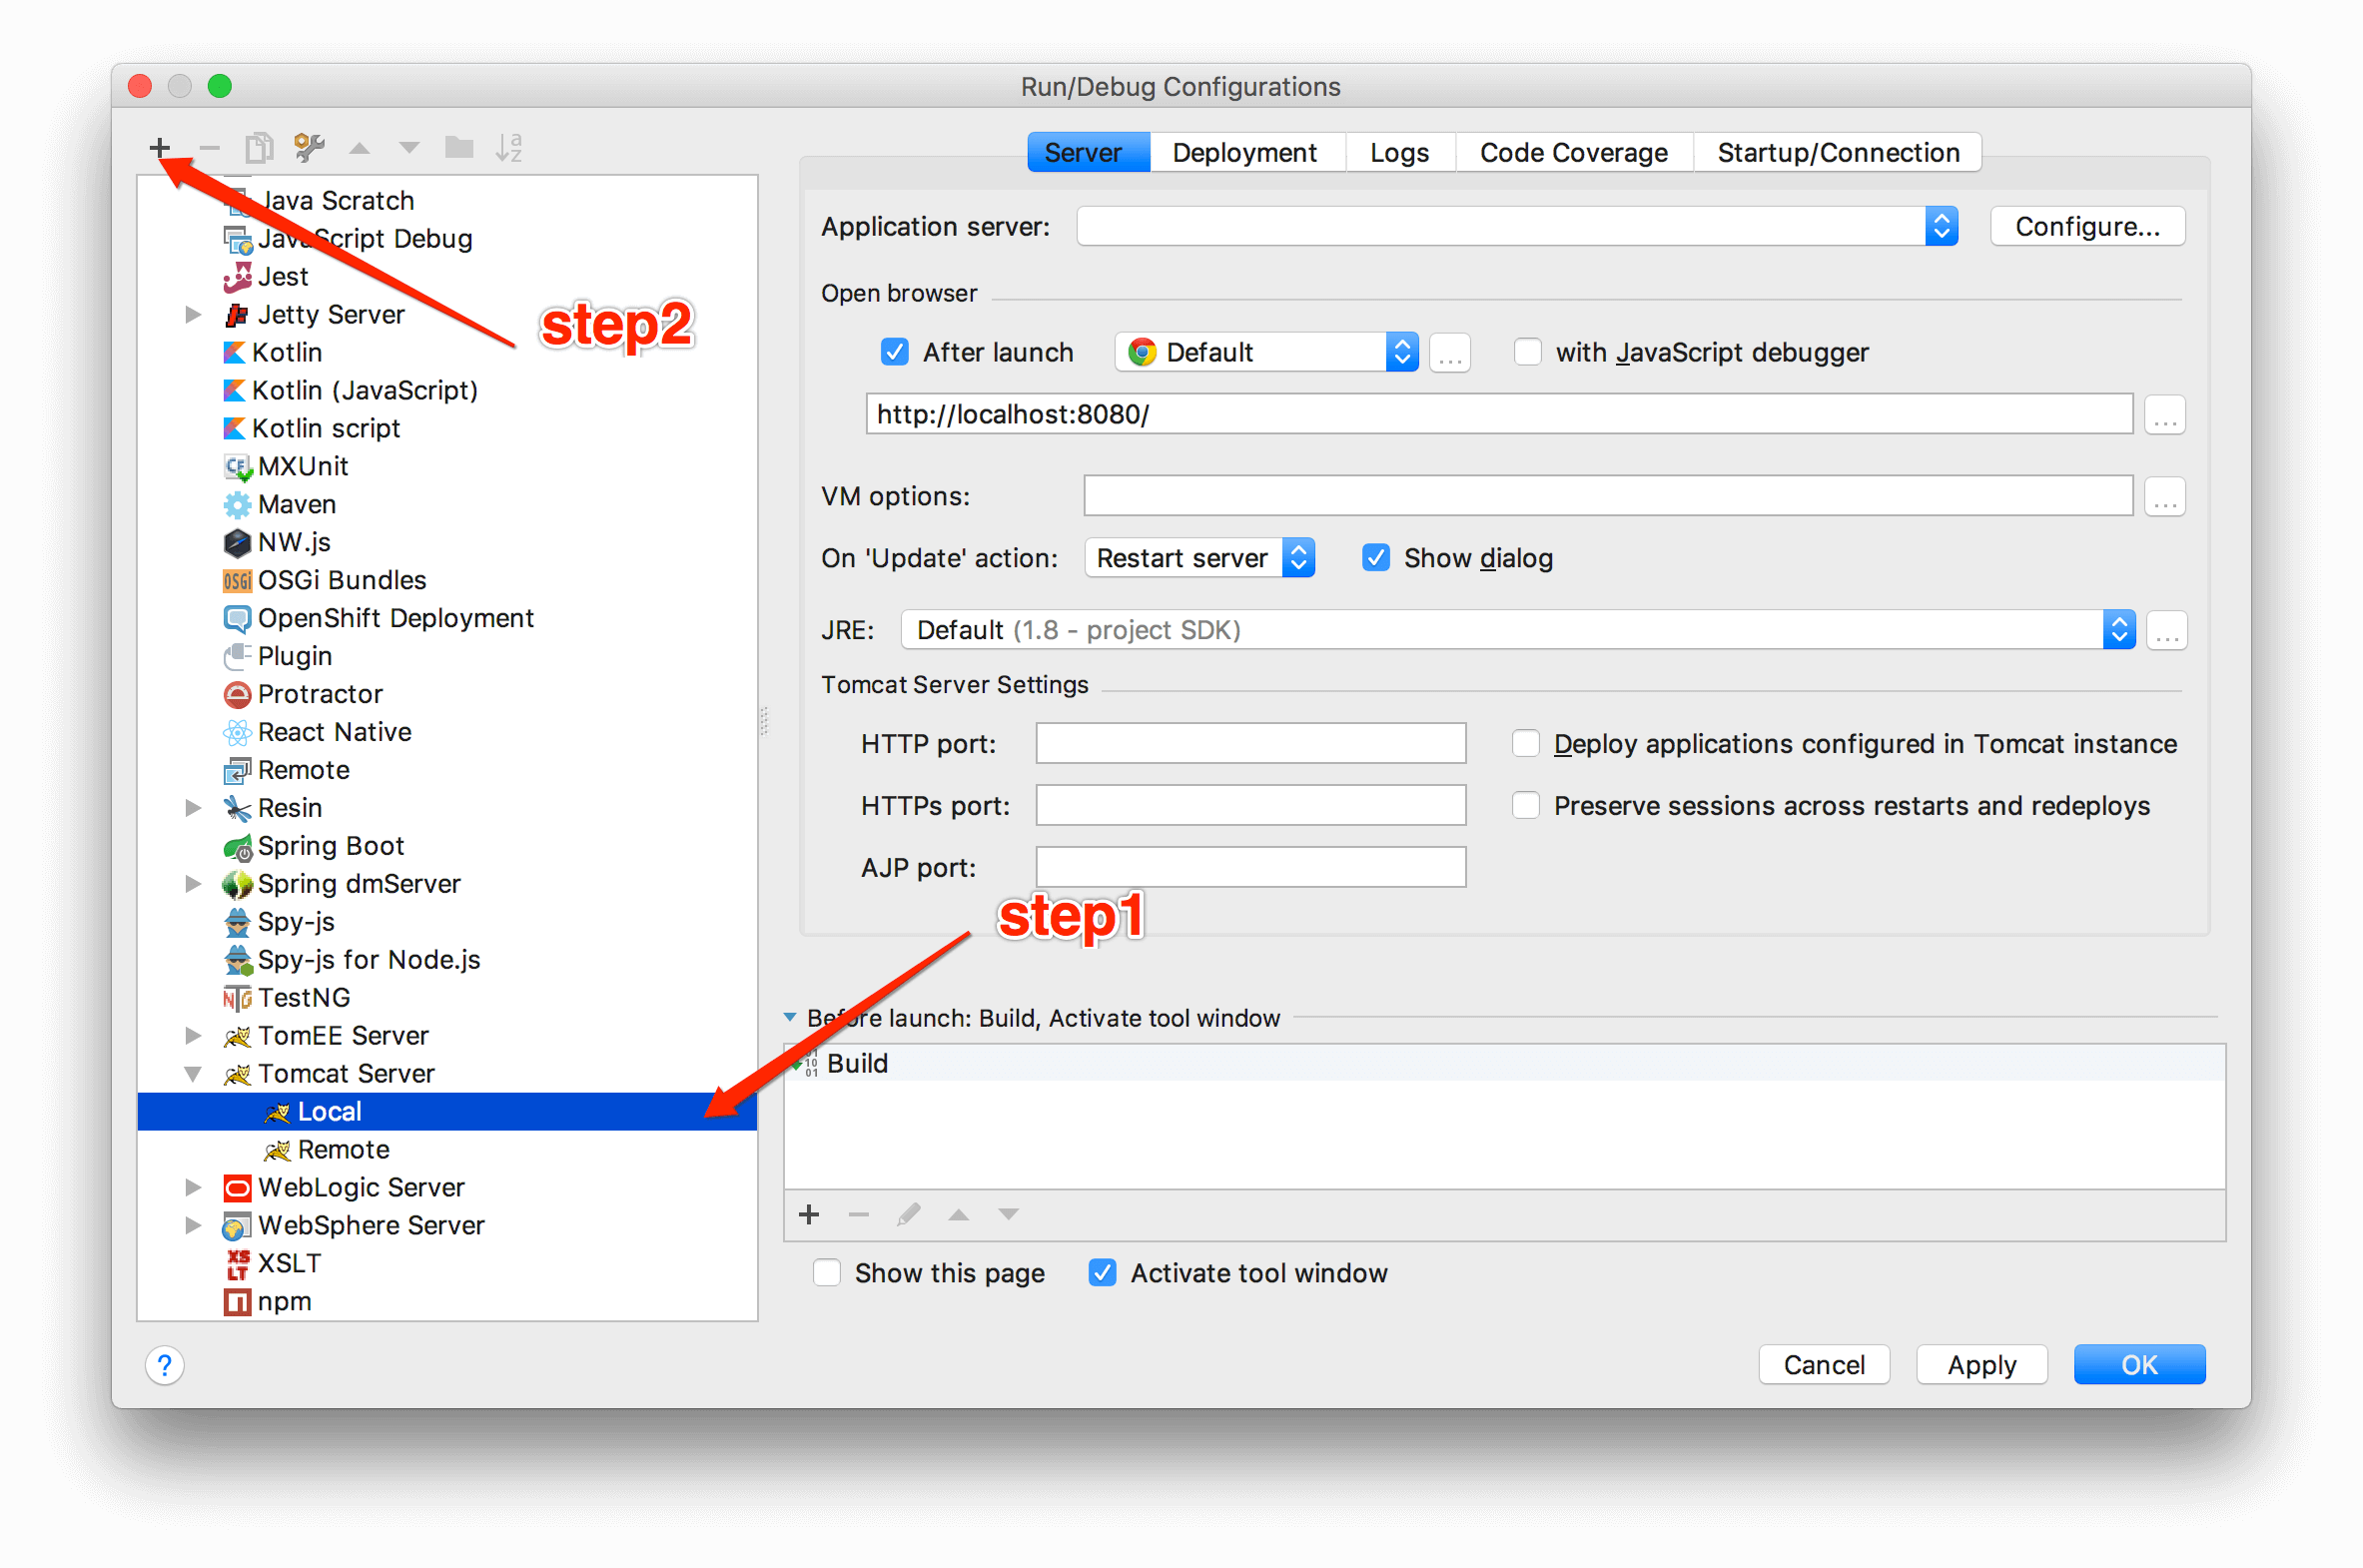 Run/Debug Configurations
Java Scratch
JavaScript Debug
Jest
Jetty Server
step2
Kotlin
Kotlin (JavaScript)
Kotlin script
MXUnit
Maven
NW.js
OSGi
OSGi Bundles
OpenShift Deployment
Plugin
Protractor
React Native
Remote
Resin
Spring Boot
Spring dmServer
Spy-js
Spy-js for Node.js
TestNG
TomEE Server
Tomcat Server
Local
Remote
WebLogic Server
WebSphere Server
XSLT
npm
Server Deployment Logs Code Coverage Startup/Connection
Application server: Configure...
Open browser
After launch Default ... with JavaScript debugger
http://localhost:8080/ ...
VM options: ...
On 'Update' action: Restart server Show dialog
JRE: Default (1.8 - project SDK) ...
Tomcat Server Settings
HTTP port: Deploy applications configured in Tomcat instance
HTTPs port: Preserve sessions across restarts and redeploys
AJP port:
step1
Before launch: Build, Activate tool window
Build
Show this page Activate tool window
? Cancel Apply OK